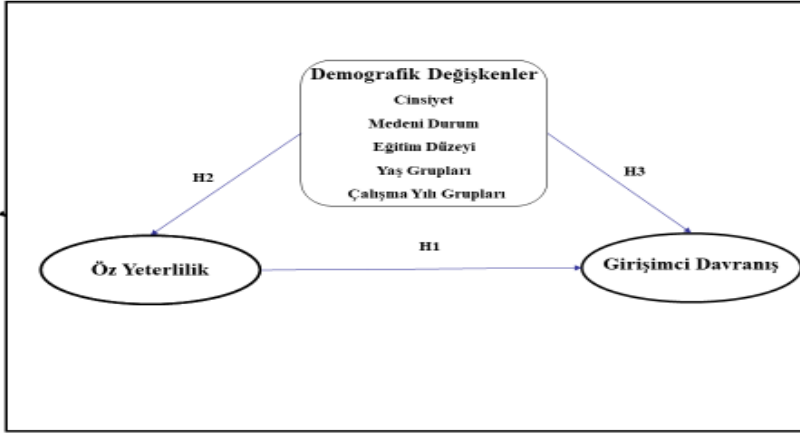 Demografik Değişkenler
Cinsiyet
Medeni Durum
Eğitim Düzeyi
Yaş Grupları
Çalışma Yılı Grupları
H2
H3
H1
Öz Yeterlilik
Girişimci Davranış